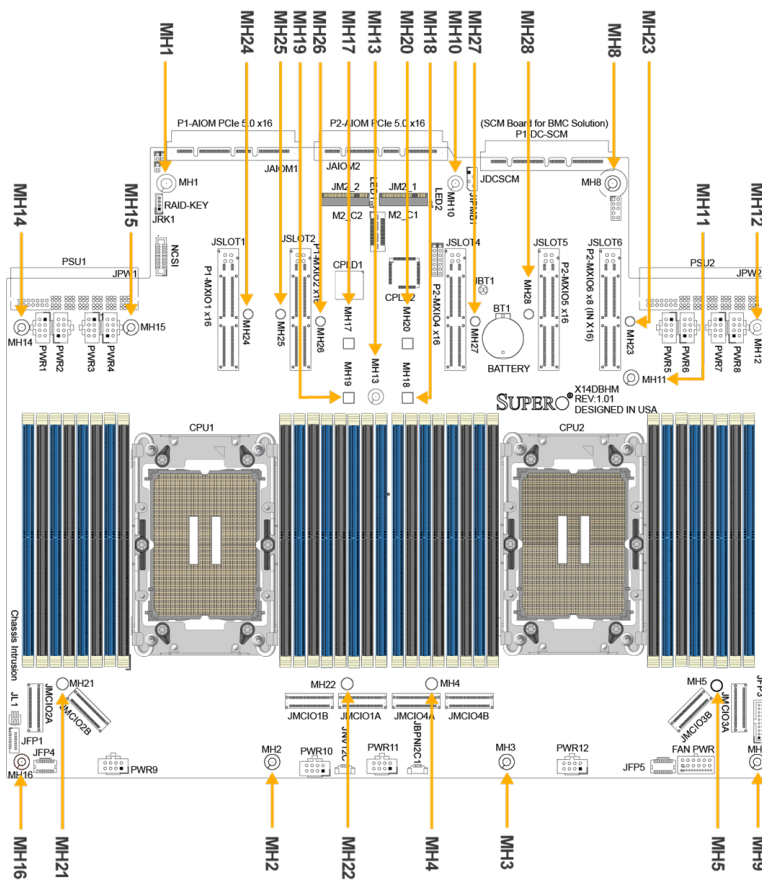 MH1
MH24
MH25
MH19
MH26
MH17
MH13
MH20
MH18
MH10
MH27
MH28
MH8
MH23
MH14
MH15
MH11
MH12
P1-AIOM PCIe 5.0 x16
P2-AIOM PCIe 5.0 x16
(SCM Board for BMC Solution)
P1-DC-SCM
JAIOM1
JAIOM2
JDCSCM
MH1
RAID-KEY
JRK1
NCSI
JM2_2
JM2_1
M2_C2
M2_C1
LED2
MH10
MH8
PSU1
JPW1
PSU2
JPW2
JSLOT1
JSLOT2
JSLOT4
JSLOT5
JSLOT6
P1-MXIO1 x16
CPLD1
P2-MXIO4 x16
JBT1
P2-MXIO5 x16
P2-MXIO6 x8 (IN X16)
MH14
PWR1
PWR2
PWR3
PWR4
MH15
MH24
MH25
MH26
MH17
MH20
MH27
MH28
BT1
BATTERY
MH23
PWR5
PWR6
PWR7
PWR8
MH12
MH19
MH13
MH18
MH11
SUPERO®
X14DBHM
REV:1.01
DESIGNED IN USA
CPU1
CPU2
Chassis Intrusion
JL1
JMCIO2A
MH21
JMCIO2B
MH22
MH4
MH5
JMCIO1B
JMCIO1A
JMCIO4A
JMCIO4B
JMCIO3B
JMCIO3A
JFP3
JFP1
JFP4
MH16
PWR9
MH2
PWR10
PWR11
JBPNI2C1
MH3
PWR12
JFP5
FAN PWR
MH
MH16
MH21
MH2
MH22
MH4
MH3
MH5
MH9